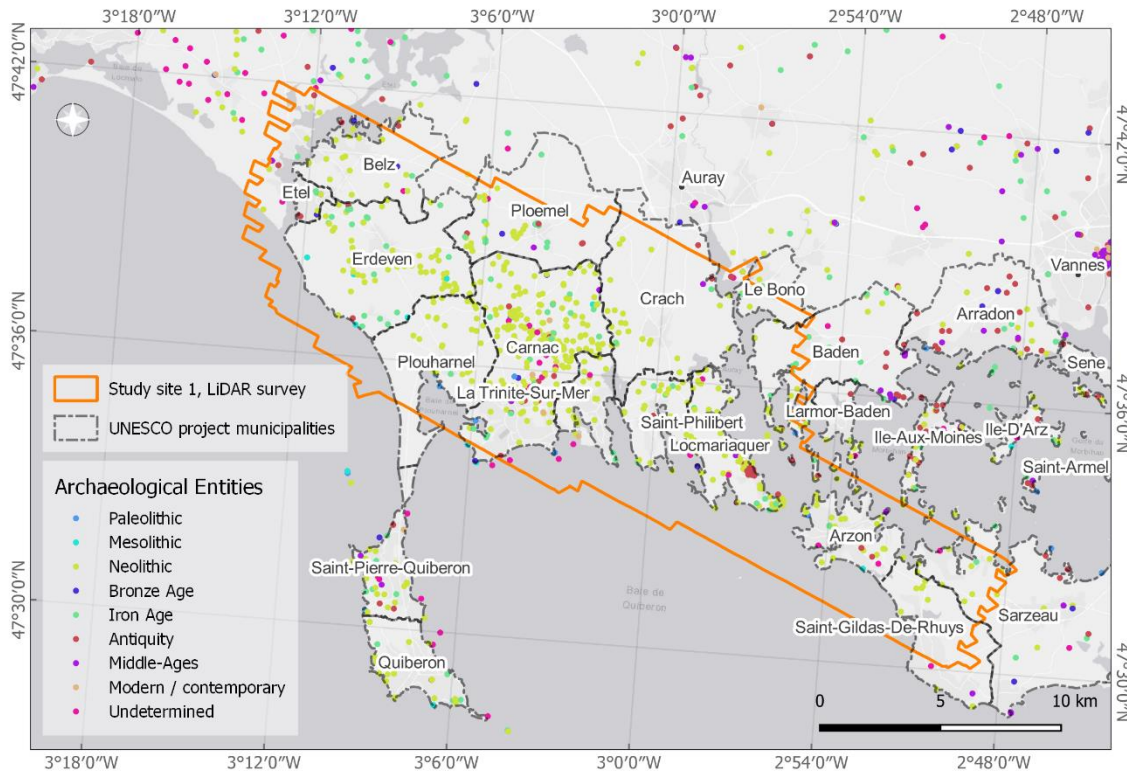 3°18'0"W 3°12'0"W 3°6'0"W 3°0'0"W 2°54'0"W 2°48'0"W
47°42'0"N
47°42'0"N
Belz
Auray
Etel
Ploemel
Vannes
Erdeven
Le Bono
Crach
Arradon
47°36'0"N
Carnac
Baden
Sene
Plouharnel
Study site 1, LiDAR survey
La Trinite-Sur-Mer
47°36'0"N
UNESCO project municipalities
Saint-Philibert
Larmor-Baden
Ile-Aux-Moines
Ile-D'Arz
Locmariaquer
Saint-Armel
Archaeological Entities
Paleolithic
Mesolithic
Neolithic
Bronze Age
Iron Age
Antiquity
Middle-Ages
Modern / contemporary
Undetermined
Arzon
Saint-Pierre-Quiberon
47°30'0"N
Baie de
Quiberon
Saint-Gildas-De-Rhuys
Sarzeau
Quiberon
47°30'0"N
0 5 10 km
3°18'0"W 3°12'0"W 3°6'0"W 3°0'0"W 2°54'0"W 2°48'0"W